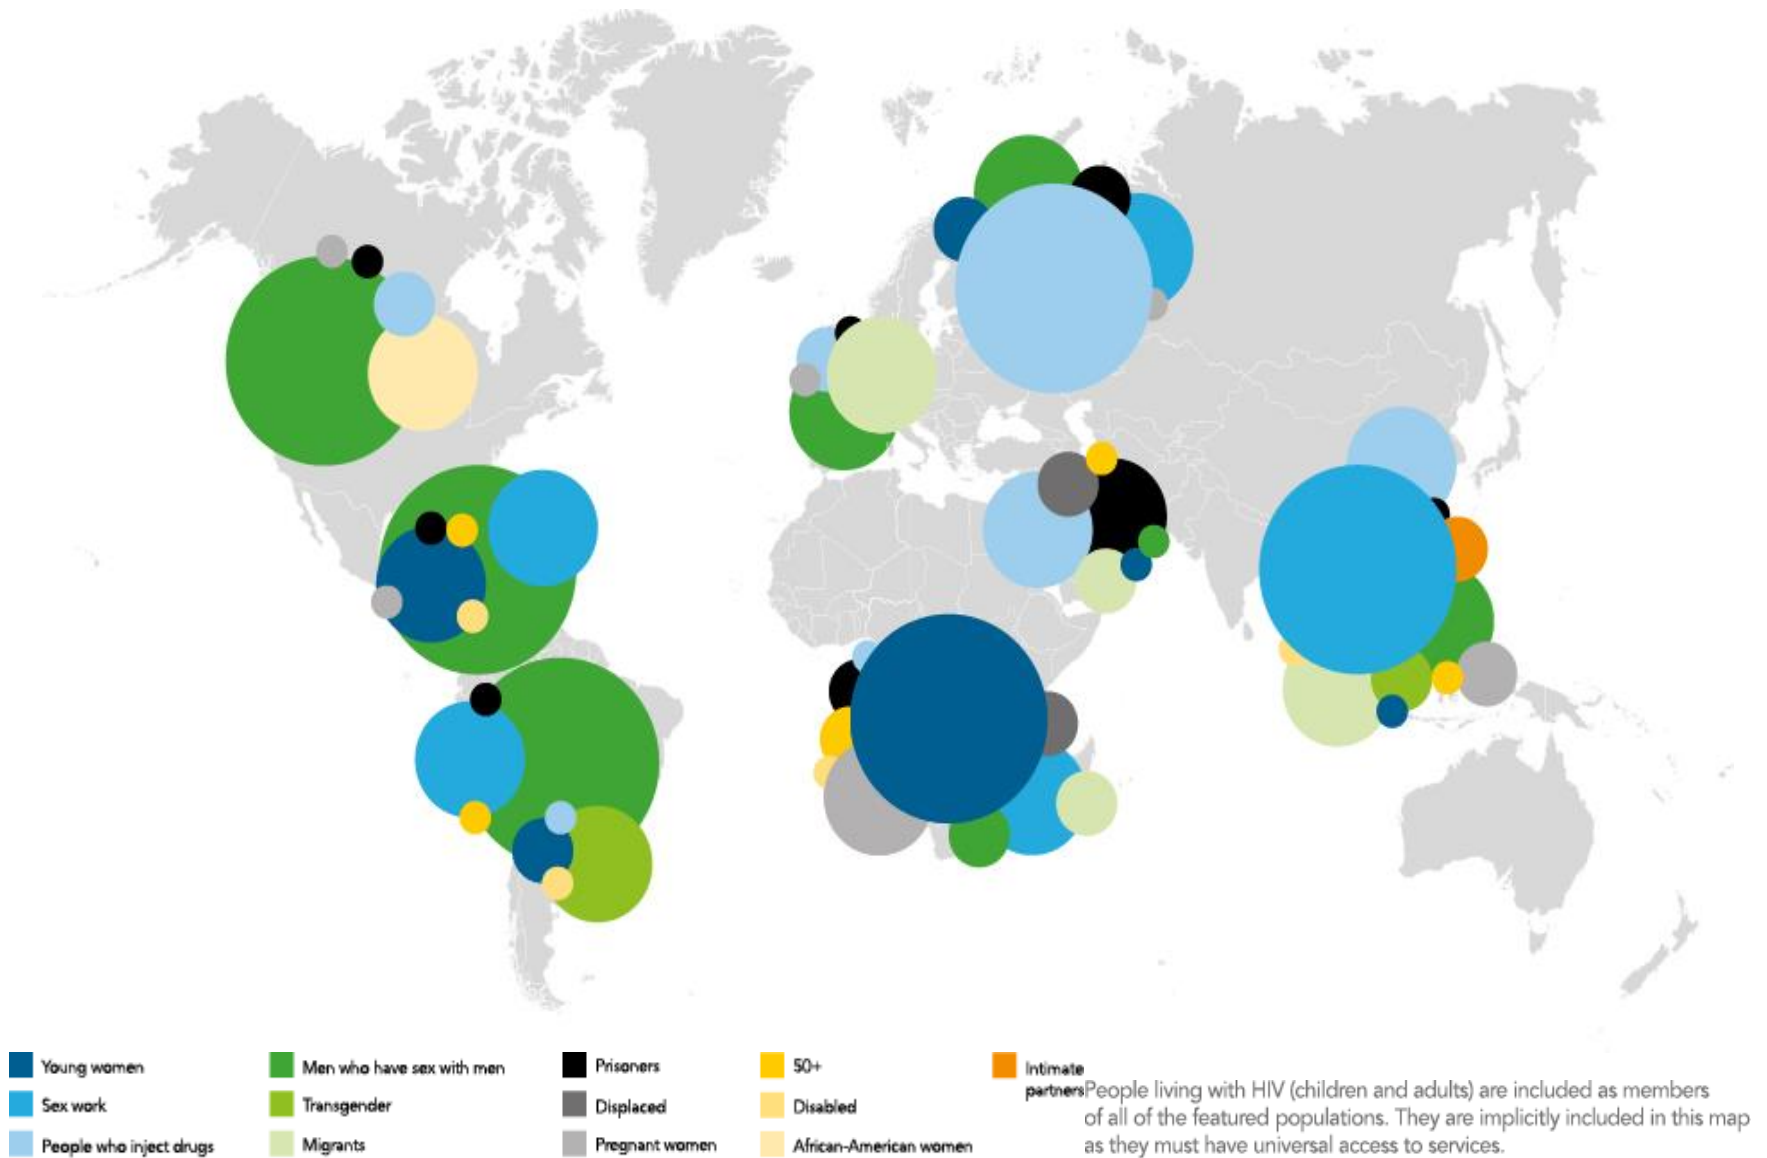 Young women
Sex work
People who inject drugs
Men who have sex with men
Transgender
Migrants
Prisoners
Displaced
Pregnant women
50+
Disabled
African-American women
Intimate
partners
People living with HIV (children and adults) are included as members
of all of the featured populations. They are implicitly included in this map
as they must have universal access to services.